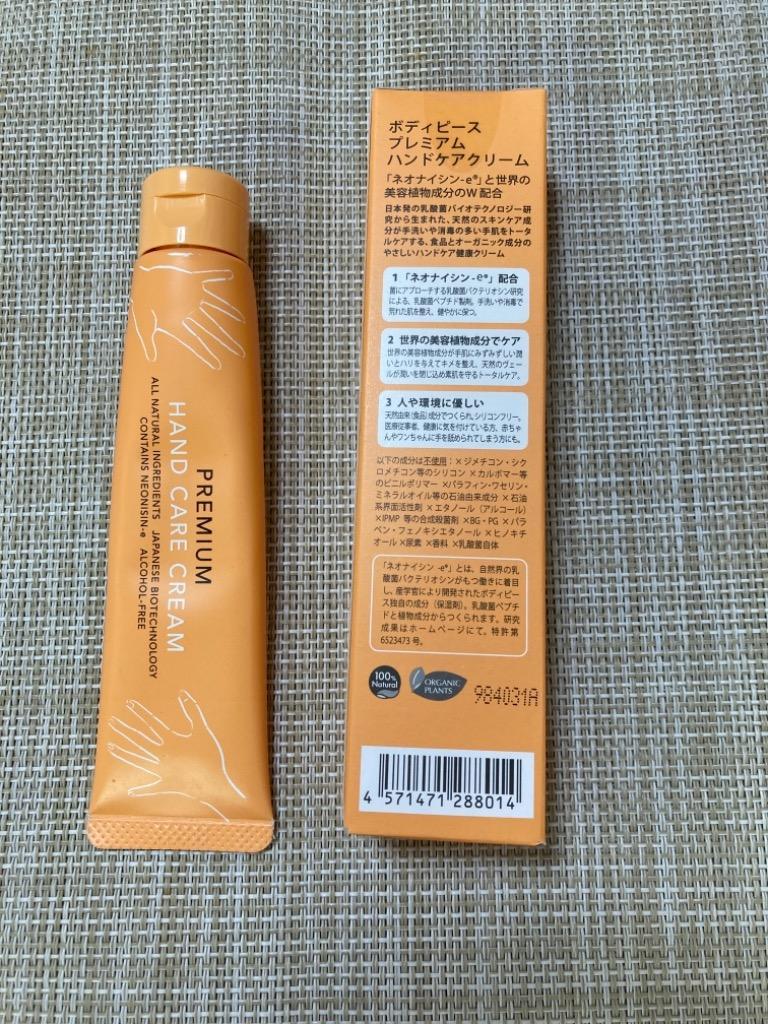 PREMIUM
HAND CARE CREAM
ALL NATURAL INGREDIENTS JAPANESE BIOTECHNOLOGY
CONTAINS NEONISIN-e ALCOHOL-FREE
ボディピース
プレミアム
ハンドケアクリーム
「ネオナイシン-e®」と世界の
美容植物成分のW配合
日本発の乳酸菌バイオテクノロジー研
究から生まれた、天然のスキンケア成
分が手洗いや消毒の多い手肌をトータ
ルケアする、食品とオーガニック成分の
やさしいハンドケア健康クリーム
1 「ネオナイシン-e®」配合
菌にアプローチする乳酸菌バクテリオシン研究
による、乳酸菌ペプチド製剤。手洗いや消毒で
荒れた肌を整え、健やかに保つ。
2 世界の美容植物成分でケア
世界の美容植物成分が手肌にみずみずしい潤
いとハリを与えてキメを整え、天然のヴェー
ルが潤いを閉じ込め素肌を守るトータルケア。
3 人や環境に優しい
天然由来(食品)成分でつくられ、シリコンフリー。
医療従事者、健康に気を付けている方、赤ちゃ
んやワンちゃんに手を舐められてしまう方にも。
以下の成分は不使用：×ジメチコン・シク
ロメチコン等のシリコン ×カルボマー等
のビニルポリマー ×パラフィン・ワセリン・
ミネラルオイル等の石油由来成分 ×石油
系界面活性剤 ×エタノール（アルコール）
×IPMP 等の合成殺菌剤 ×BG・PG ×パラ
ベン・フェノキシエタノール ×ヒノキチ
オール ×尿素 ×香料 ×乳酸菌自体
「ネオナイシン -e®」とは、自然界の乳
酸菌バクテリオシンがもつ働きに着目
し、産学官により開発されたボディピー
ス独自の成分（保湿剤）。乳酸菌ペプチ
ドと植物成分からつくられます。研究
成果はホームページにて。特許第
6523473 号。
100%
Natural
ORGANIC
PLANTS
984031A
4 571471 288014